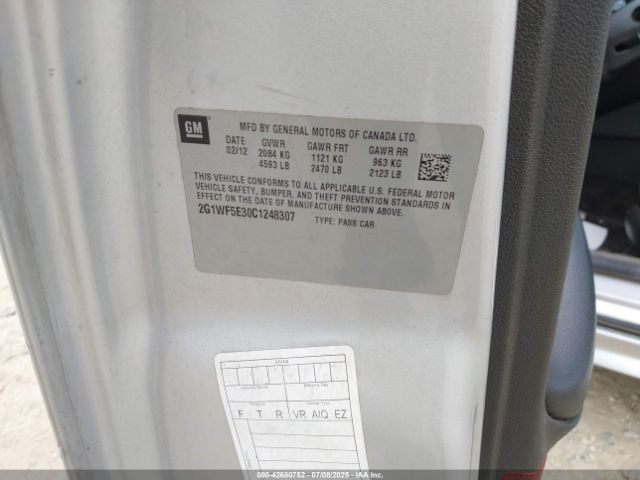 GM
MFD BY GENERAL MOTORS OF CANADA LTD.
DATE GVWR GAWR FRT GAWR RR
02/12 2084 KG 1121 KG 963 KG
4593 LB 2470 LB 2123 LB
THIS VEHICLE CONFORMS TO ALL APPLICABLE U.S. FEDERAL MOTOR
VEHICLE SAFETY, BUMPER, AND THEFT PREVENTION STANDARDS IN
EFFECT ON THE DATE OF MANUFACTURE SHOWN ABOVE.
2G1WF5E30C1248307 TYPE: PASS CAR
F T R VR AIQ EZ
000-42680752 07/08/2025 IAA Holdings, LLC.